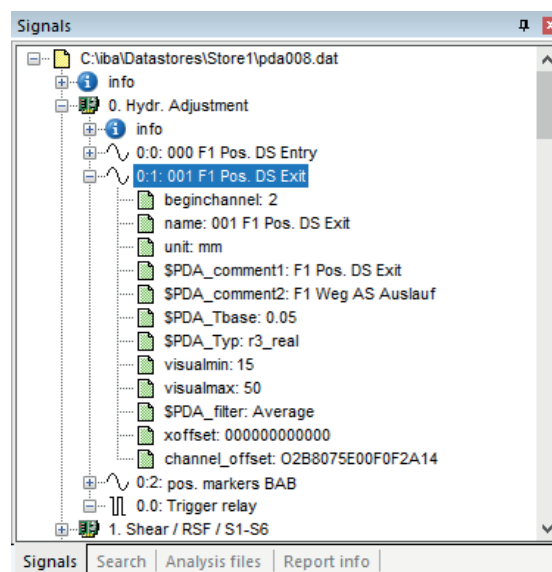 Signals
C:\iba\Datastores\Store1\pda008.dat
info
0. Hydr. Adjustment
info
0:0: 000 F1 Pos. DS Entry
0:1: 001 F1 Pos. DS Exit
beginchannel: 2
name: 001 F1 Pos. DS Exit
unit: mm
$PDA_comment1: F1 Pos. DS Exit
$PDA_comment2: F1 Weg AS Auslauf
$PDA_Tbase: 0.05
$PDA_Typ: r3_real
visualmin: 15
visualmax: 50
$PDA_filter: Average
xoffset: 000000000000
channel_offset: O2B8075E00F0F2A14
0:2: pos. markers BAB
0.0: Trigger relay
1. Shear / RSF / S1-S6
Signals Search Analysis files Report info